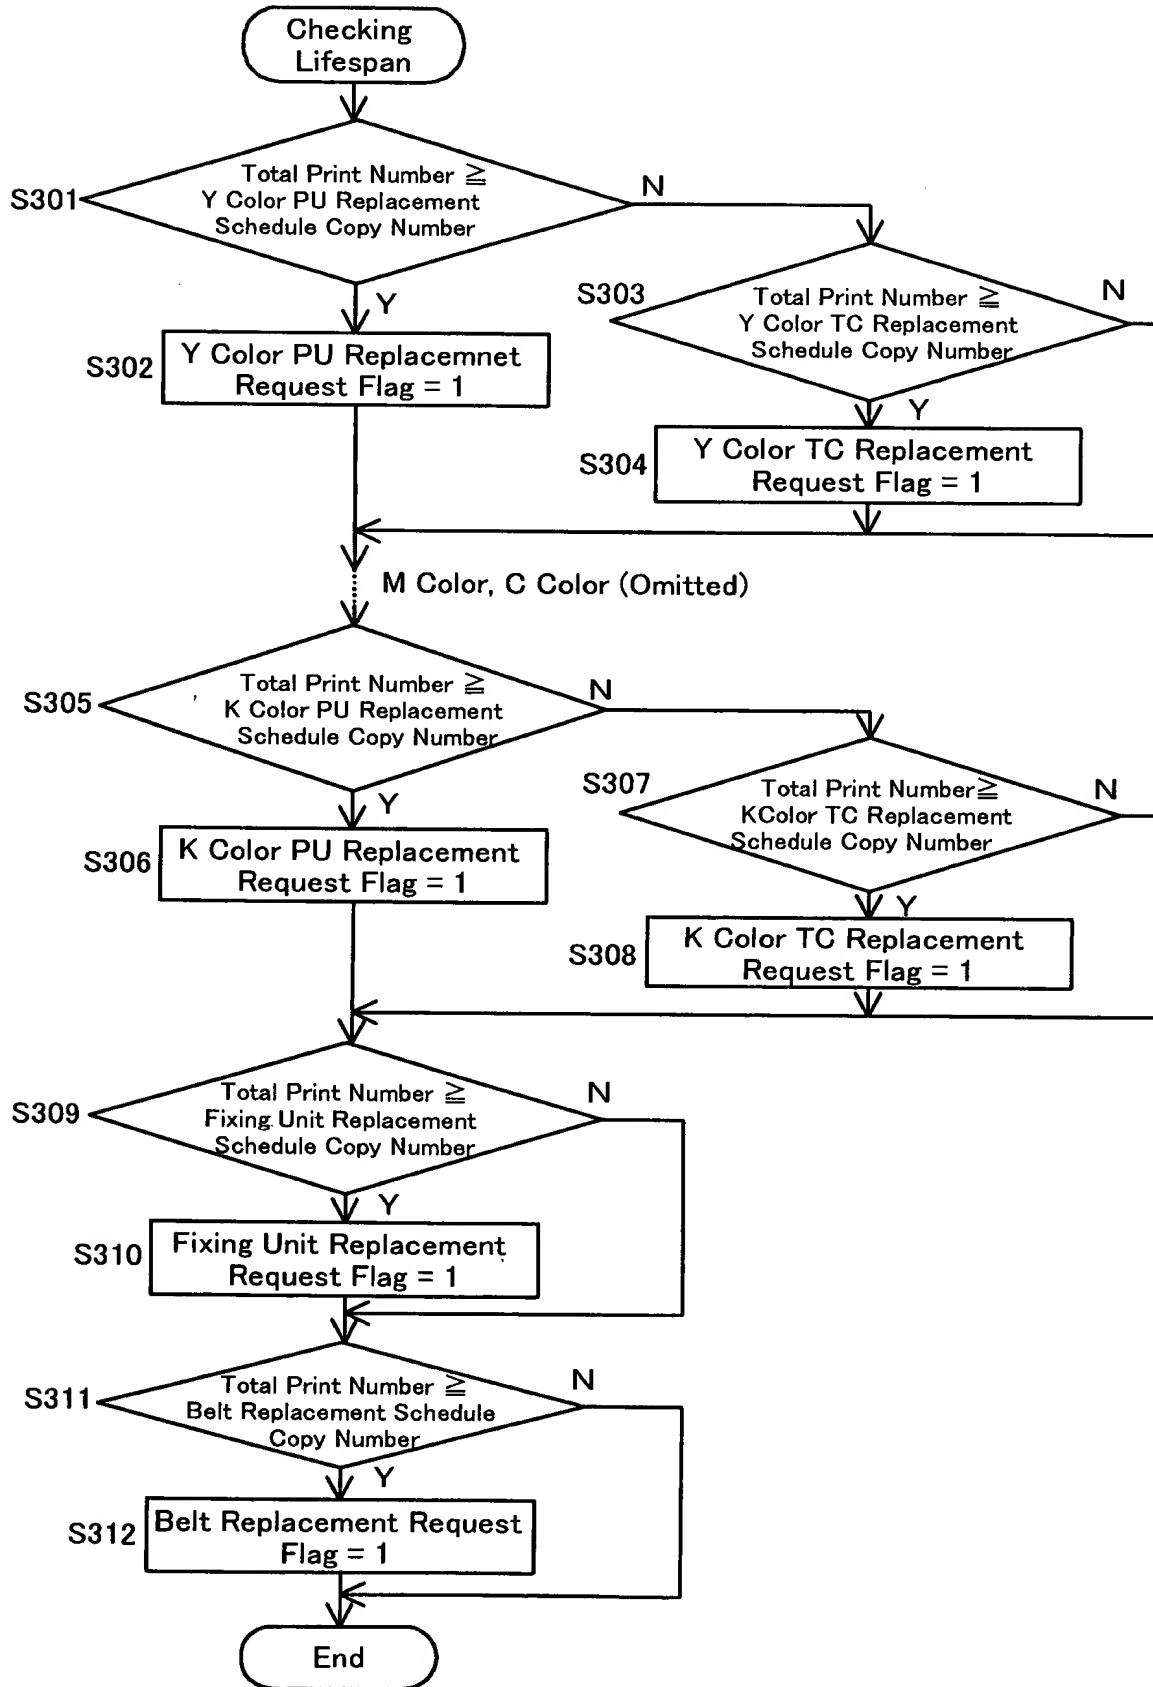 Checking
Lifespan
S301
Total Print Number ≧
Y Color PU Replacement
Schedule Copy Number
N
Y
S302
Y Color PU Replacemnet
Request Flag = 1
S303
Total Print Number ≧
Y Color TC Replacement
Schedule Copy Number
N
Y
S304
Y Color TC Replacement
Request Flag = 1
M Color, C Color (Omitted)
S305
Total Print Number ≧
K Color PU Replacement
Schedule Copy Number
N
Y
S306
K Color PU Replacement
Request Flag = 1
S307
Total Print Number≧
KColor TC Replacement
Schedule Copy Number
N
Y
S308
K Color TC Replacement
Request Flag = 1
S309
Total Print Number ≧
Fixing Unit Replacement
Schedule Copy Number
N
Y
S310
Fixing Unit Replacement
Request Flag = 1
S311
Total Print Number ≧
Belt Replacement Schedule
Copy Number
N
Y
S312
Belt Replacement Request
Flag = 1
End